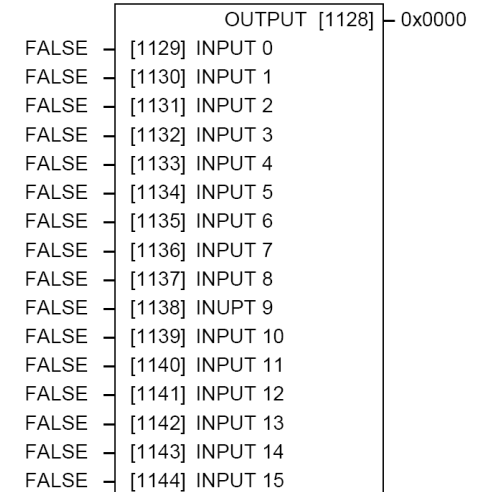 OUTPUT [1128] 0x0000
FALSE [1129] INPUT 0
FALSE [1130] INPUT 1
FALSE [1131] INPUT 2
FALSE [1132] INPUT 3
FALSE [1133] INPUT 4
FALSE [1134] INPUT 5
FALSE [1135] INPUT 6
FALSE [1136] INPUT 7
FALSE [1137] INPUT 8
FALSE [1138] INUPT 9
FALSE [1139] INPUT 10
FALSE [1140] INPUT 11
FALSE [1141] INPUT 12
FALSE [1142] INPUT 13
FALSE [1143] INPUT 14
FALSE [1144] INPUT 15